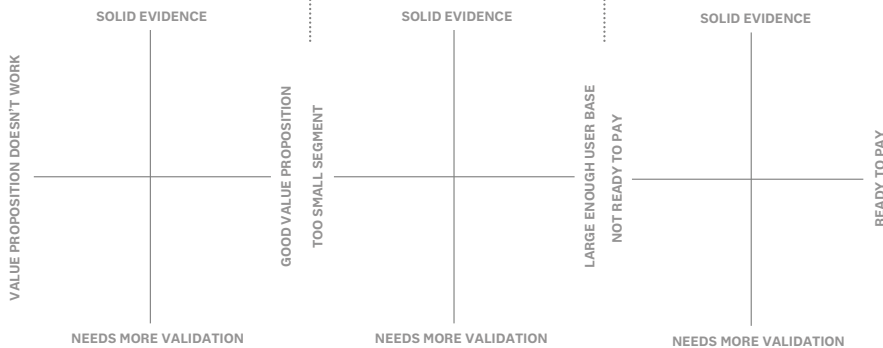 SOLID EVIDENCE
VALUE PROPOSITION DOESN'T WORK
GOOD VALUE PROPOSITION
NEEDS MORE VALIDATION
SOLID EVIDENCE
TOO SMALL SEGMENT
LARGE ENOUGH USER BASE
NEEDS MORE VALIDATION
SOLID EVIDENCE
NOT READY TO PAY
READY TO PAY
NEEDS MORE VALIDATION